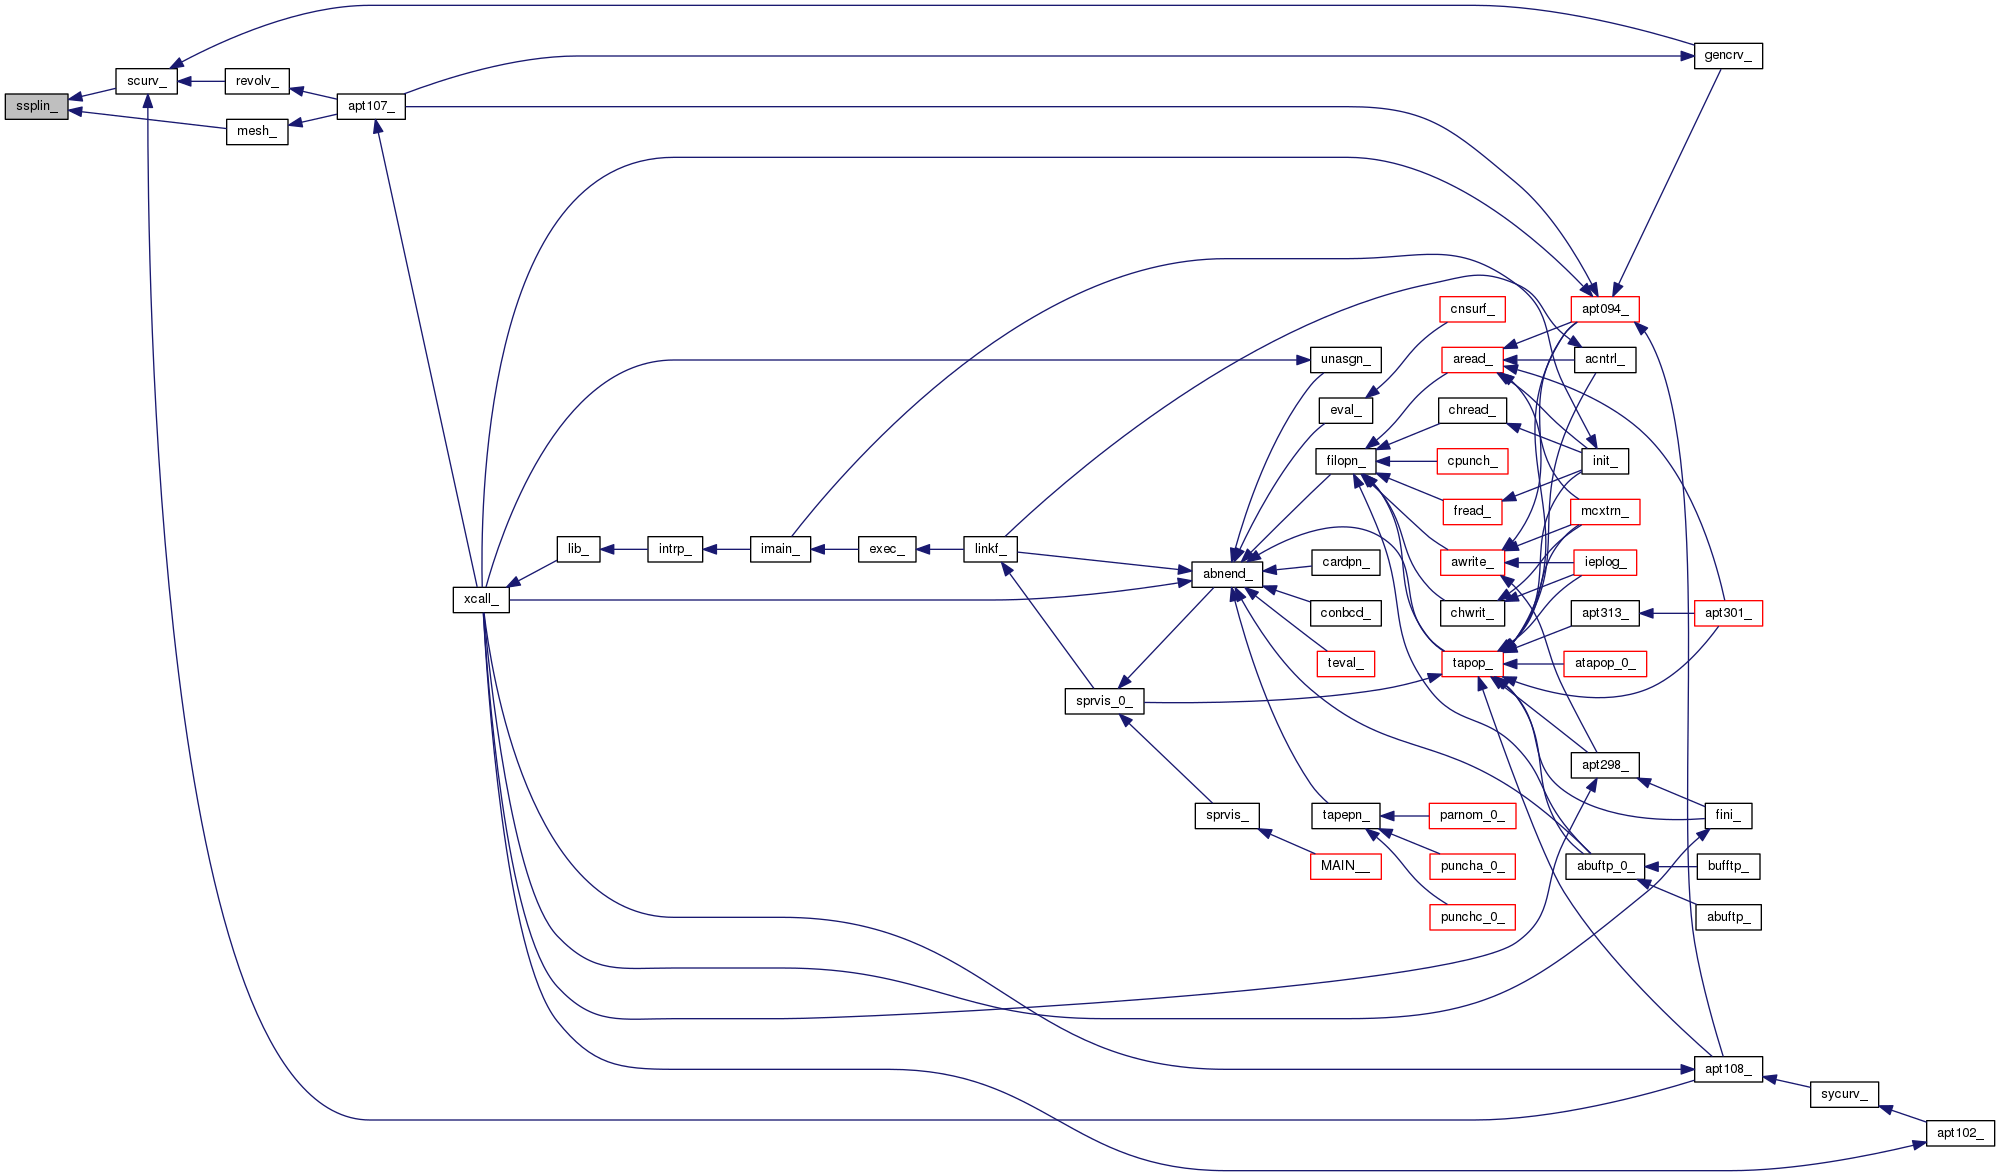 gencrv_
scurv_
revolv_
ssplin_
apt107_
mesh_
cnsurf_
apt094_
unasgn_
aread_
acntrl_
eval_
chread_
filopn_
cpunch_
init_
fread_
mcxtrn_
lib_
intrp_
imain_
exec_
linkf_
cardpn_
awrite_
ieplog_
abnend_
xcall_
conbcd_
chwrit_
apt313_
apt301_
teval_
tapop_
atapop_0_
sprvis_0_
apt298_
sprvis_
tapepn_
parnom_0_
fini_
MAIN__
puncha_0_
abuftp_0_
bufftp_
punchc_0_
abuftp_
apt108_
sycurv_
apt102_